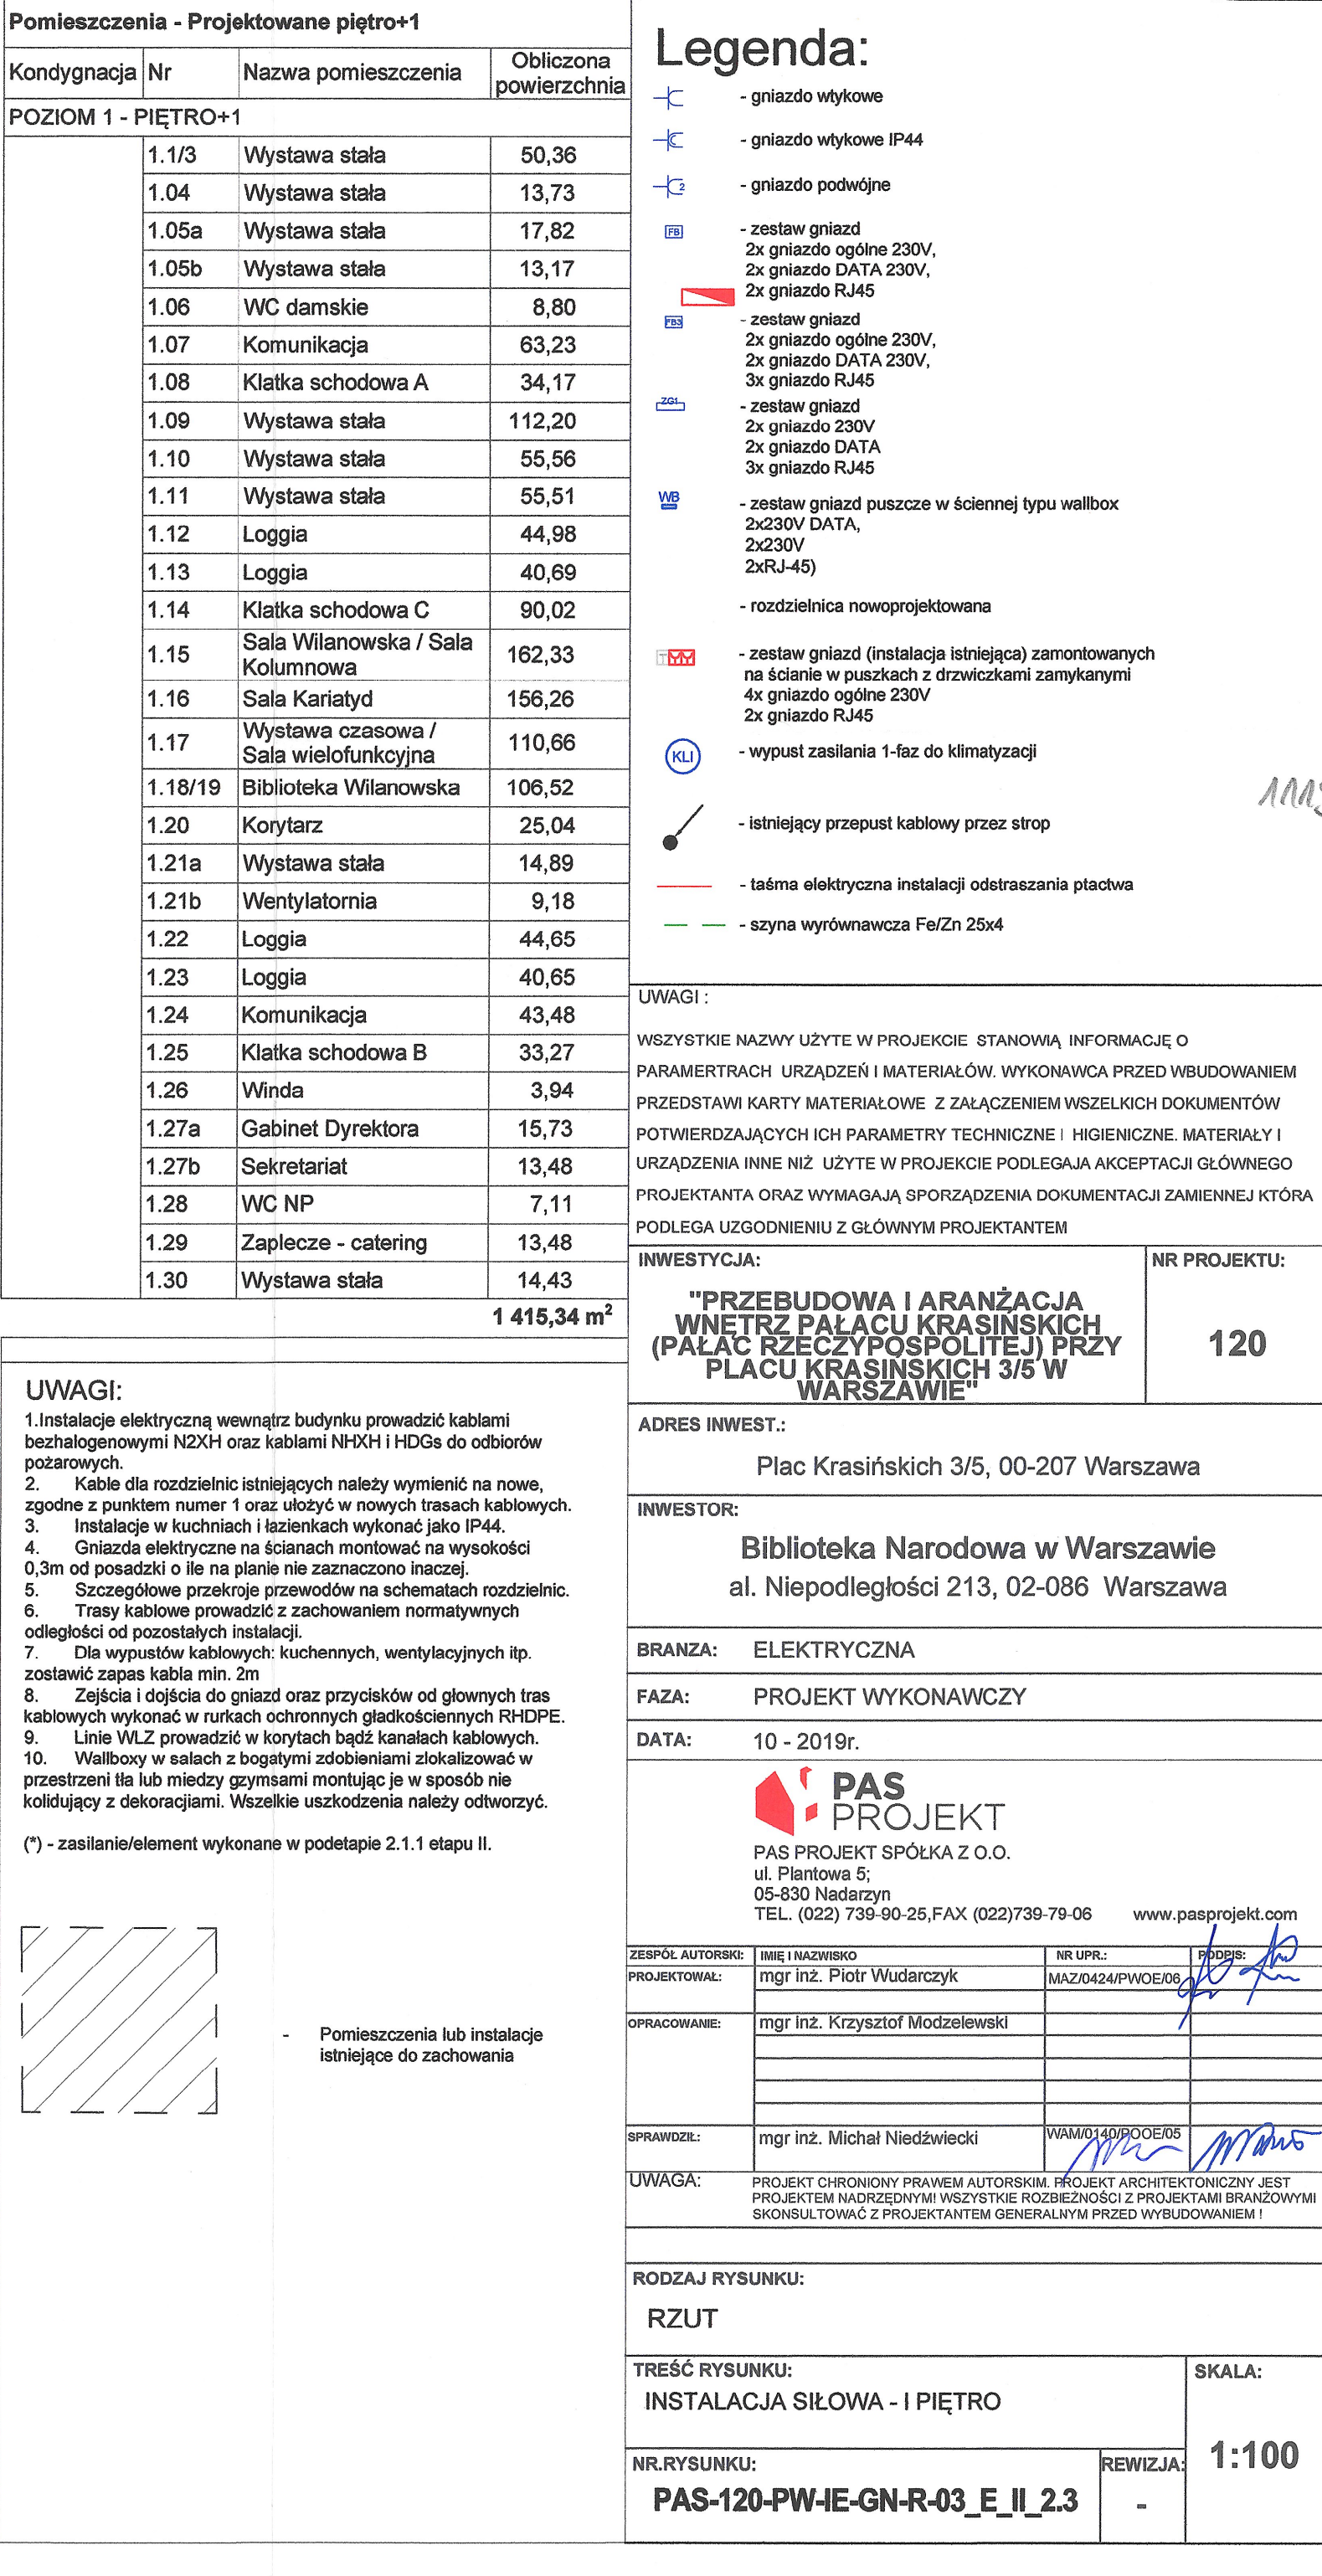 Pomieszczenia - Projektowane piętro+1
Kondygnacja Nr Nazwa pomieszczenia Obliczona powierzchnia
POZIOM 1 - PIĘTRO+1
1.1/3 Wystawa stała 50,36
1.04 Wystawa stała 13,73
1.05a Wystawa stała 17,82
1.05b Wystawa stała 13,17
1.06 WC damskie 8,80
1.07 Komunikacja 63,23
1.08 Klatka schodowa A 34,17
1.09 Wystawa stała 112,20
1.10 Wystawa stała 55,56
1.11 Wystawa stała 55,51
1.12 Loggia 44,98
1.13 Loggia 40,69
1.14 Klatka schodowa C 90,02
1.15 Sala Wilanowska / Sala Kolumnowa 162,33
1.16 Sala Kariatyd 156,26
1.17 Wystawa czasowa / Sala wielofunkcyjna 110,66
1.18/19 Biblioteka Wilanowska 106,52
1.20 Korytarz 25,04
1.21a Wystawa stała 14,89
1.21b Wentylatornia 9,18
1.22 Loggia 44,65
1.23 Loggia 40,65
1.24 Komunikacja 43,48
1.25 Klatka schodowa B 33,27
1.26 Winda 3,94
1.27a Gabinet Dyrektora 15,73
1.27b Sekretariat 13,48
1.28 WC NP 7,11
1.29 Zaplecze - catering 13,48
1.30 Wystawa stała 14,43
1 415,34 m²
UWAGI:
1.Instalacje elektryczną wewnątrz budynku prowadzić kablami
bezhalogenowymi N2XH oraz kablami NHXH i HDGs do odbiorów
pożarowych.
2. Kable dla rozdzielnic istniejących należy wymienić na nowe,
zgodne z punktem numer 1 oraz ułożyć w nowych trasach kablowych.
3. Instalacje w kuchniach i łazienkach wykonać jako IP44.
4. Gniazda elektryczne na ścianach montować na wysokości
0,3m od posadzki o ile na planie nie zaznaczono inaczej.
5. Szczegółowe przekroje przewodów na schematach rozdzielnic.
6. Trasy kablowe prowadzić z zachowaniem normatywnych
odległości od pozostałych instalacji.
7. Dla wypustów kablowych: kuchennych, wentylacyjnych itp.
zostawić zapas kabla min. 2m
8. Zejścia i dojścia do gniazd oraz przycisków od głownych tras
kablowych wykonać w rurkach ochronnych gładkościennych RHDPE.
9. Linie WLZ prowadzić w korytach bądź kanałach kablowych.
10. Wallboxy w salach z bogatymi zdobieniami zlokalizować w
przestrzeni tła lub miedzy gzymsami montując je w sposób nie
kolidujący z dekoracjiami. Wszelkie uszkodzenia należy odtworzyć.
(*) - zasilanie/element wykonane w podetapie 2.1.1 etapu II.
- Pomieszczenia lub instalacje
istniejące do zachowania
Legenda:
- gniazdo wtykowe
- gniazdo wtykowe IP44
2 - gniazdo podwójne
FB - zestaw gniazd
2x gniazdo ogólne 230V,
2x gniazdo DATA 230V,
2x gniazdo RJ45
FB3 - zestaw gniazd
2x gniazdo ogólne 230V,
2x gniazdo DATA 230V,
3x gniazdo RJ45
ZG1 - zestaw gniazd
2x gniazdo 230V
2x gniazdo DATA
3x gniazdo RJ45
WB - zestaw gniazd puszcze w ściennej typu wallbox
2x230V DATA,
2x230V
2xRJ-45)
- rozdzielnica nowoprojektowana
- zestaw gniazd (instalacja istniejąca) zamontowanych
na ścianie w puszkach z drzwiczkami zamykanymi
4x gniazdo ogólne 230V
2x gniazdo RJ45
KLI - wypust zasilania 1-faz do klimatyzacji
- istniejący przepust kablowy przez strop
- taśma elektryczna instalacji odstraszania ptactwa
- szyna wyrównawcza Fe/Zn 25x4
UWAGI :
WSZYSTKIE NAZWY UŻYTE W PROJEKCIE STANOWIĄ INFORMACJĘ O
PARAMERTRACH URZĄDZEŃ I MATERIAŁÓW. WYKONAWCA PRZED WBUDOWANIEM
PRZEDSTAWI KARTY MATERIAŁOWE Z ZAŁĄCZENIEM WSZELKICH DOKUMENTÓW
POTWIERDZAJĄCYCH ICH PARAMETRY TECHNICZNE I HIGIENICZNE. MATERIAŁY I
URZĄDZENIA INNE NIŻ UŻYTE W PROJEKCIE PODLEGAJA AKCEPTACJI GŁÓWNEGO
PROJEKTANTA ORAZ WYMAGAJĄ SPORZĄDZENIA DOKUMENTACJI ZAMIENNEJ KTÓRA
PODLEGA UZGODNIENIU Z GŁÓWNYM PROJEKTANTEM
INWESTYCJA: NR PROJEKTU:
"PRZEBUDOWA I ARANŻACJA
WNĘTRZ PAŁACU KRASIŃSKICH
(PAŁAC RZECZYPOSPOLITEJ) PRZY
PLACU KRASIŃSKICH 3/5 W
WARSZAWIE"
120
ADRES INWEST.:
Plac Krasińskich 3/5, 00-207 Warszawa
INWESTOR:
Biblioteka Narodowa w Warszawie
al. Niepodległości 213, 02-086 Warszawa
BRANZA: ELEKTRYCZNA
FAZA: PROJEKT WYKONAWCZY
DATA: 10 - 2019r.
PAS
PROJEKT
PAS PROJEKT SPÓŁKA Z O.O.
ul. Plantowa 5;
05-830 Nadarzyn
TEL. (022) 739-90-25,FAX (022)739-79-06 www.pasprojekt.com
ZESPÓŁ AUTORSKI: IMIĘ I NAZWISKO NR UPR.: PODPIS:
PROJEKTOWAŁ: mgr inż. Piotr Wudarczyk MAZ/0424/PWOE/06
OPRACOWANIE: mgr inż. Krzysztof Modzelewski
SPRAWDZIŁ: mgr inż. Michał Niedźwiecki WAM/0140/POOE/05
UWAGA: PROJEKT CHRONIONY PRAWEM AUTORSKIM. PROJEKT ARCHITEKTONICZNY JEST
PROJEKTEM NADRZĘDNYM! WSZYSTKIE ROZBIEŻNOŚCI Z PROJEKTAMI BRANŻOWYMI
SKONSULTOWAĆ Z PROJEKTANTEM GENERALNYM PRZED WYBUDOWANIEM !
RODZAJ RYSUNKU:
RZUT
TREŚĆ RYSUNKU: SKALA:
INSTALACJA SIŁOWA - I PIĘTRO
1:100
NR.RYSUNKU: REWIZJA:
PAS-120-PW-IE-GN-R-03_E_II_2.3 -